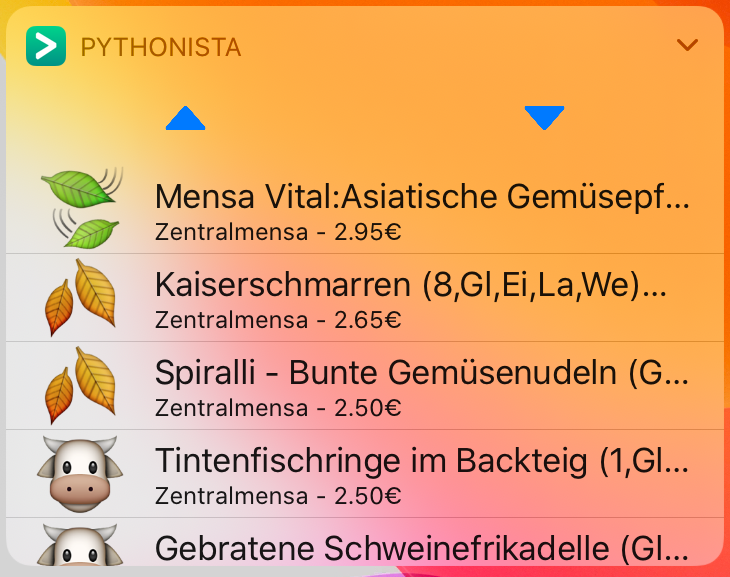 PYTHONISTA
Mensa Vital:Asiatische Gemüsepf...
Zentralmensa - 2.95€
Kaiserschmarren (8,Gl,Ei,La,We)...
Zentralmensa - 2.65€
Spiralli - Bunte Gemüsenudeln (G...
Zentralmensa - 2.50€
Tintenfischringe im Backteig (1,Gl...
Zentralmensa - 2.50€
Gebratene Schweinefrikadelle (Gl...